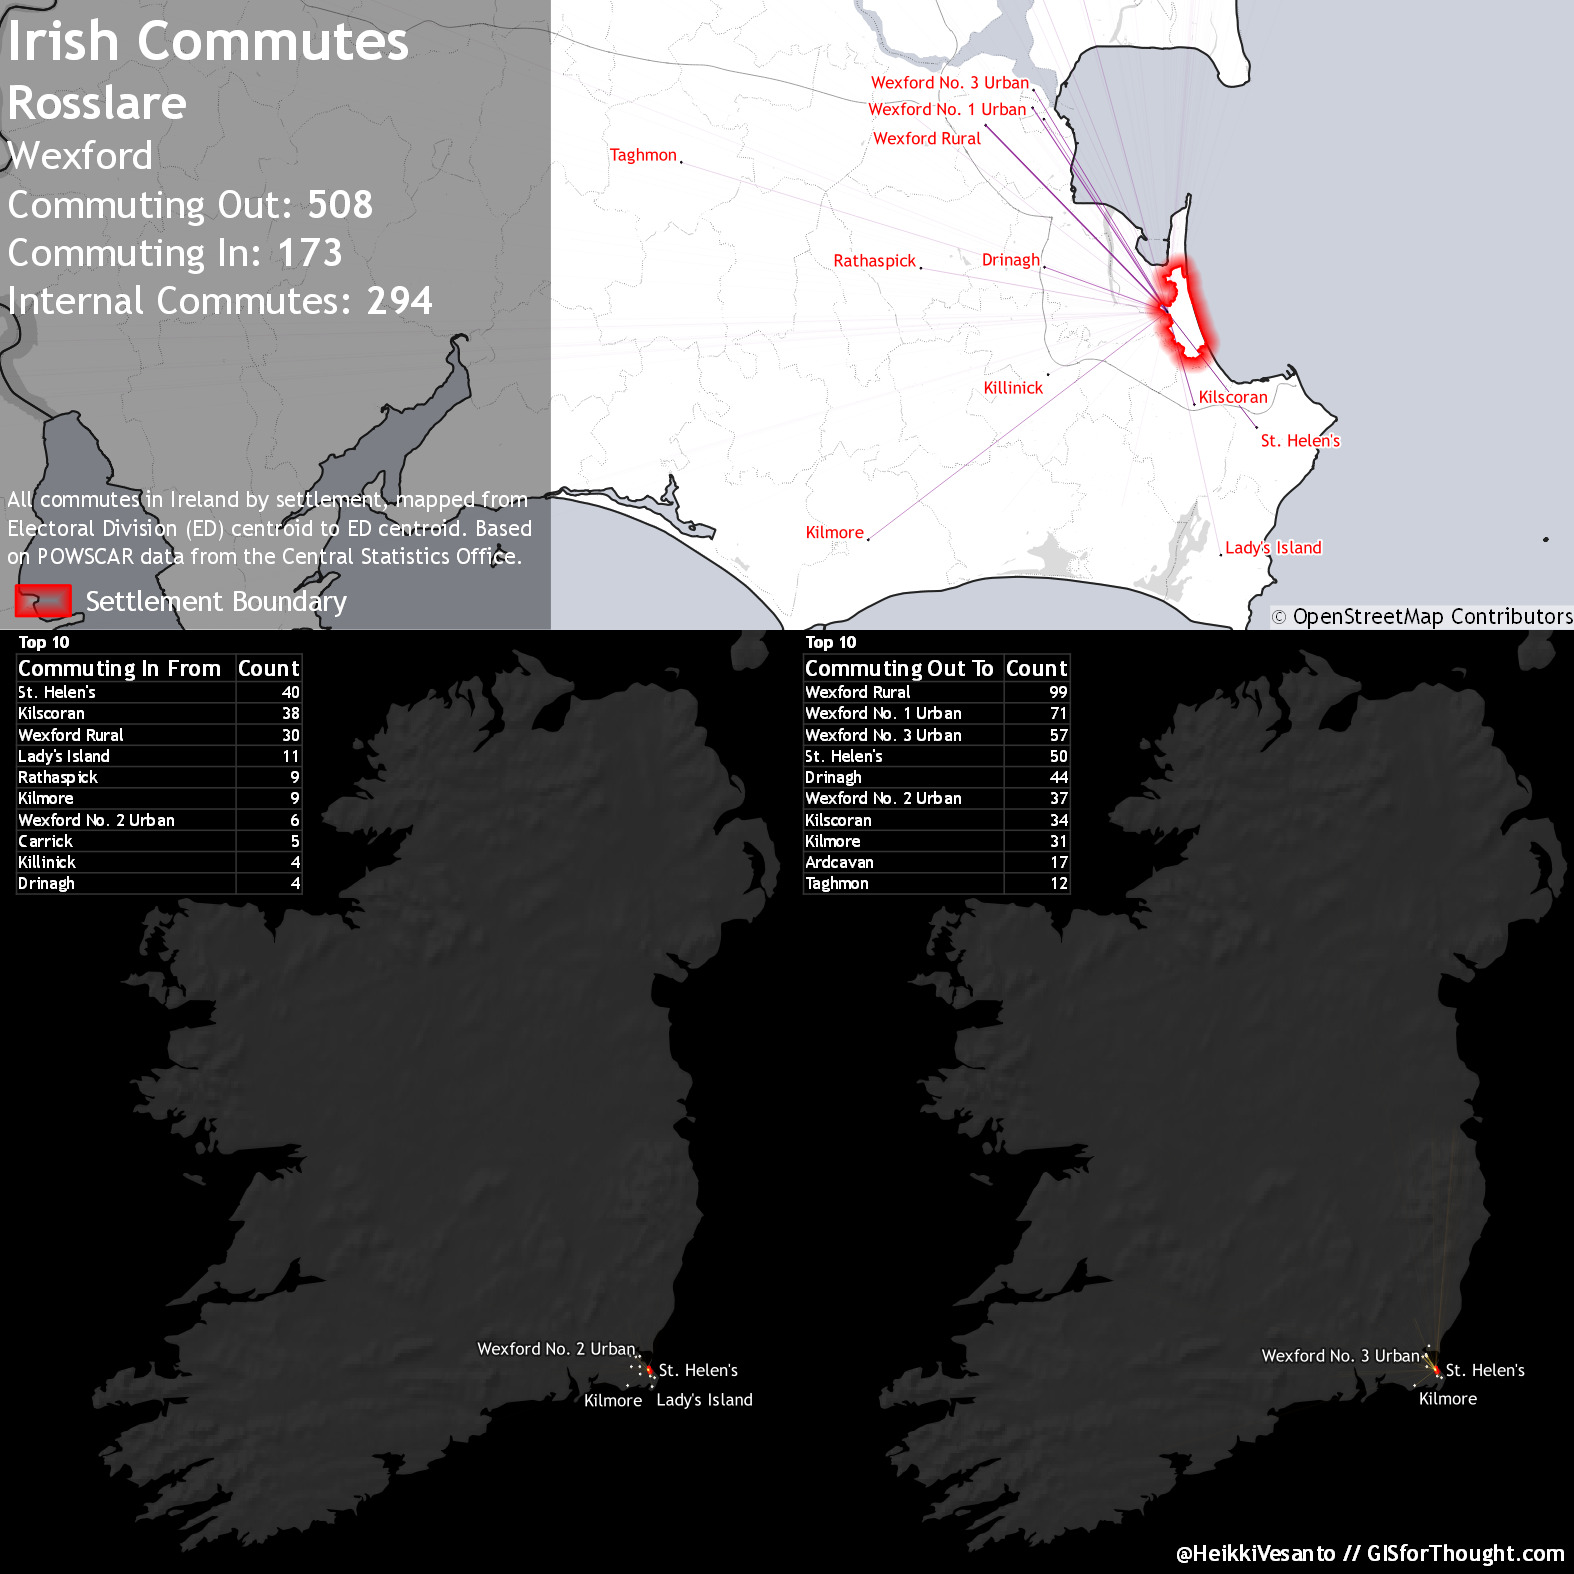 Irish Commutes
Rosslare
Wexford
Commuting Out: 508
Commuting In: 173
Internal Commutes: 294
All commutes in Ireland by settlement, mapped from
Electoral Division (ED) centroid to ED centroid. Based
on POWSCAR data from the Central Statistics Office.
Settlement Boundary
Wexford No. 3 Urban
Wexford No. 1 Urban
Wexford Rural
Taghmon
Rathaspick
Drinagh
Killinick
Kilscoran
St. Helen's
Kilmore
Lady's Island
© OpenStreetMap Contributors
Top 10
Commuting In From Count
St. Helen's 40
Kilscoran 38
Wexford Rural 30
Lady's Island 11
Rathaspick 9
Kilmore 9
Wexford No. 2 Urban 6
Carrick 5
Killinick 4
Drinagh 4
Top 10
Commuting Out To Count
Wexford Rural 99
Wexford No. 1 Urban 71
Wexford No. 3 Urban 57
St. Helen's 50
Drinagh 44
Wexford No. 2 Urban 37
Kilscoran 34
Kilmore 31
Ardcavan 17
Taghmon 12
Wexford No. 2 Urban
St. Helen's
Kilmore
Lady's Island
Wexford No. 3 Urban
St. Helen's
Kilmore
@HeikkiVesanto // GISforThought.com